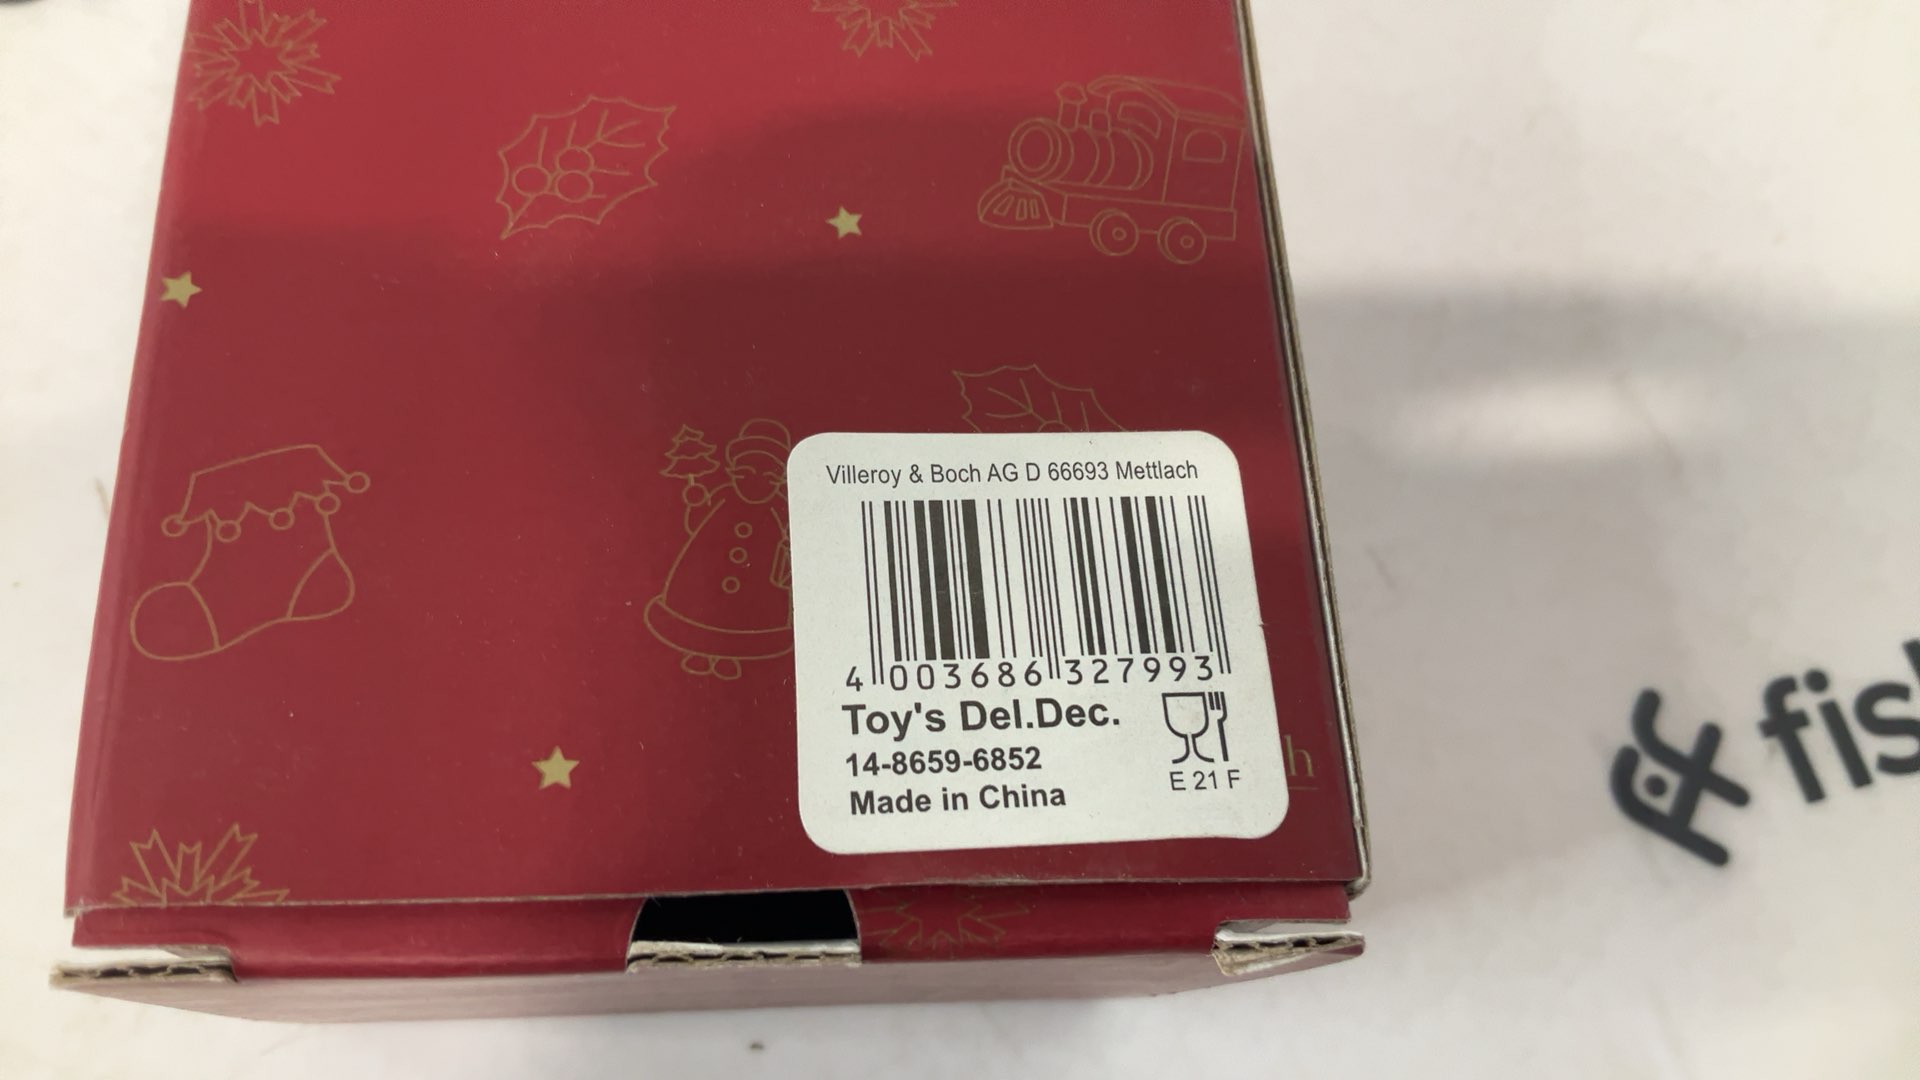 Villeroy & Boch AG D 66693 Mettlach
4 003686 327993
Toy's Del.Dec.
14-8659-6852
Made in China
E 21 F
h
fis